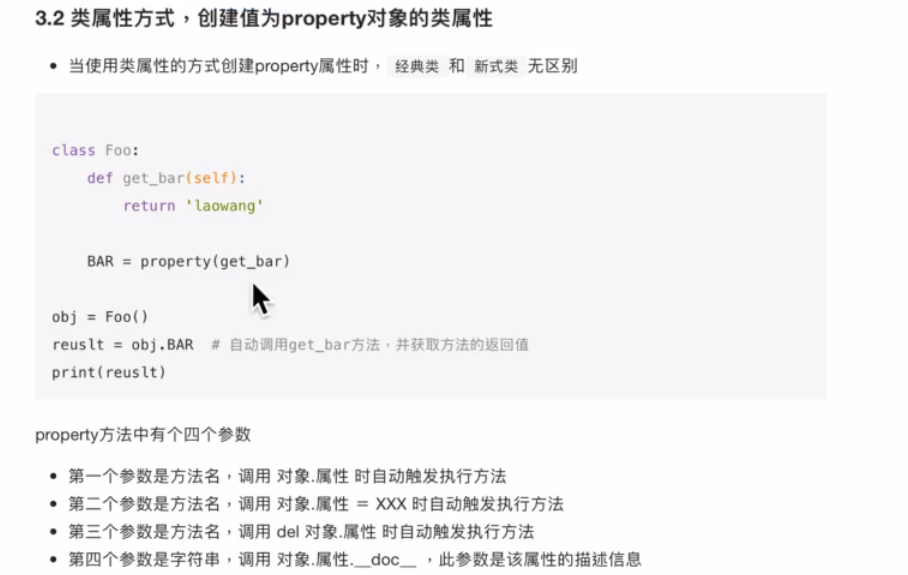 3.2 类属性方式，创建值为property对象的类属性
当使用类属性的方式创建property属性时， 经典类 和 新式类 无区别
class Foo:
    def get_bar(self):
        return 'laowang'
    BAR = property(get_bar)
obj = Foo()
reuslt = obj.BAR  # 自动调用get_bar方法，并获取方法的返回值
print(reuslt)
property方法中有个四个参数
第一个参数是方法名，调用 对象.属性 时自动触发执行方法
第二个参数是方法名，调用 对象.属性 ＝ XXX 时自动触发执行方法
第三个参数是方法名，调用 del 对象.属性 时自动触发执行方法
第四个参数是字符串，调用 对象.属性.__doc__ ，此参数是该属性的描述信息